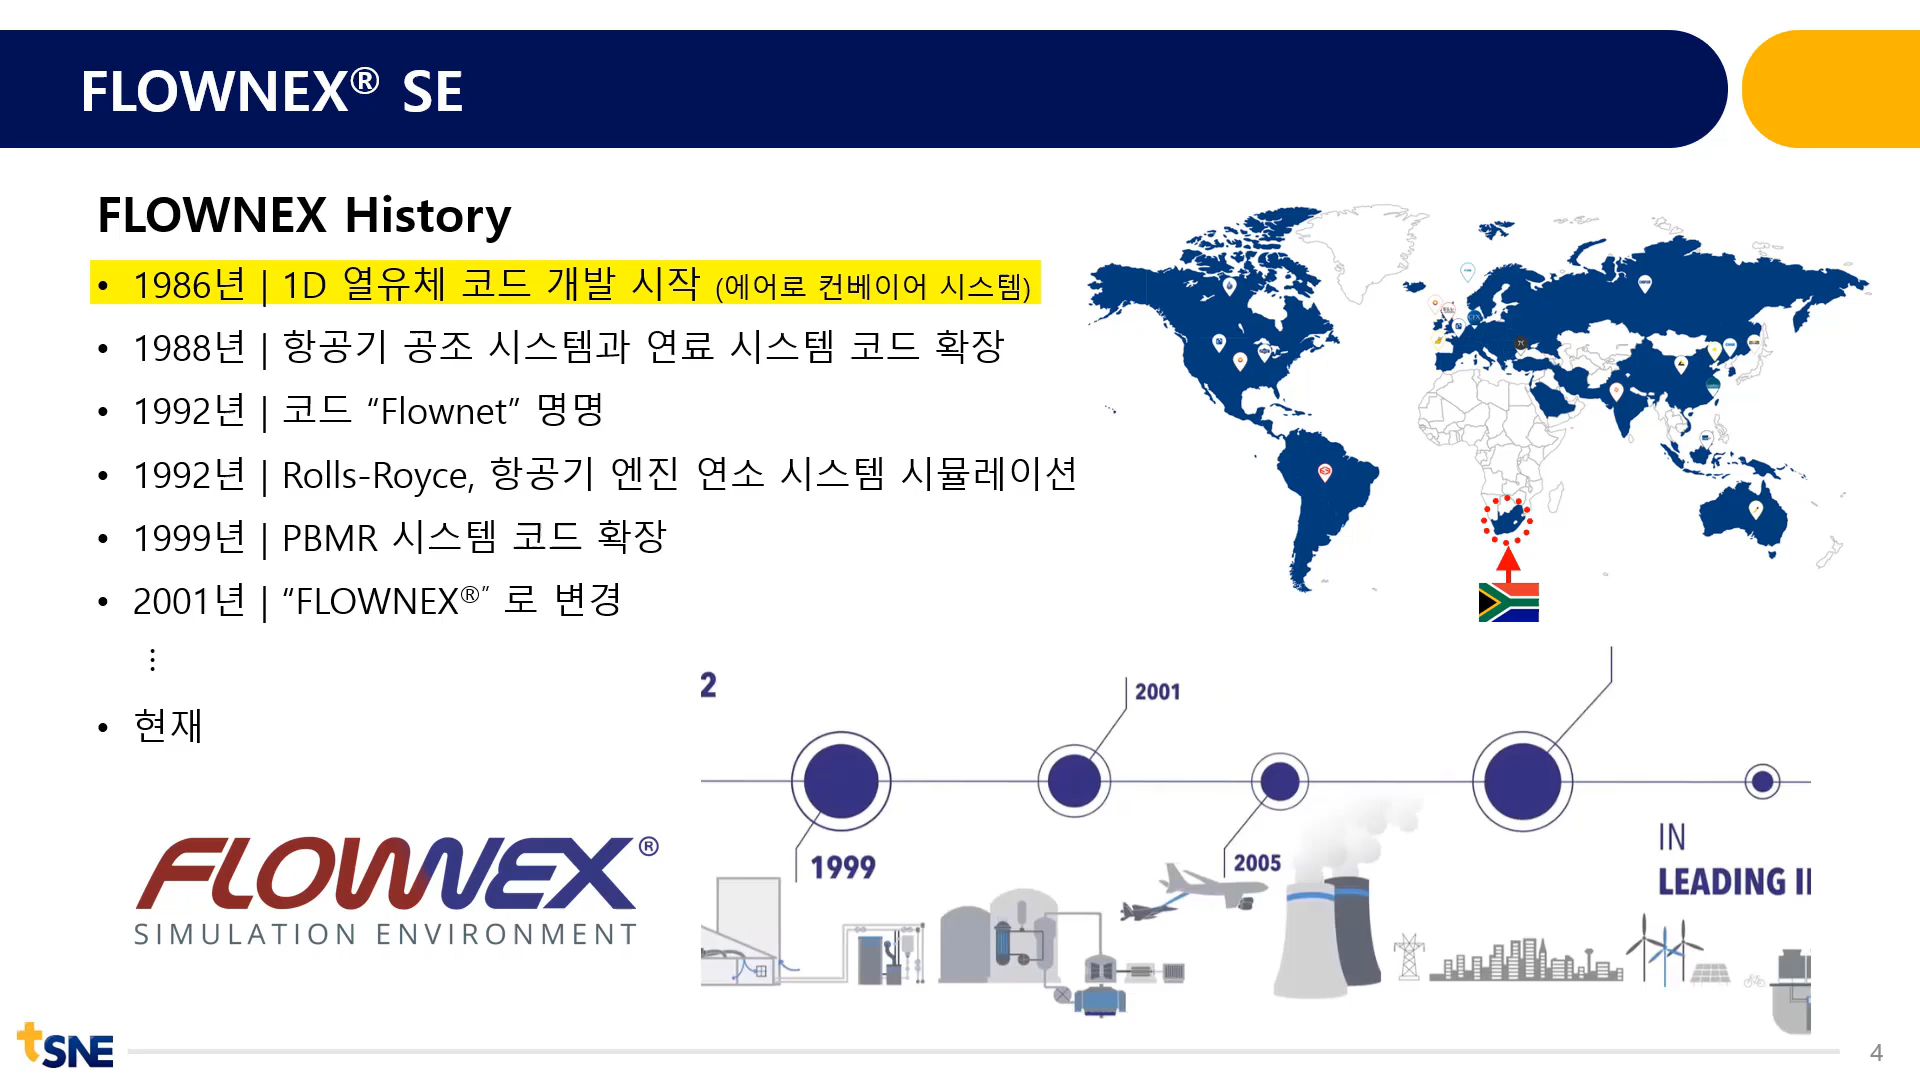 FLOWNEX® SE
FLOWNEX History
• 1986년 | 1D 열유체 코드 개발 시작 (에어로 컨베이어 시스템)
• 1988년 | 항공기 공조 시스템과 연료 시스템 코드 확장
• 1992년 | 코드 “Flownet” 명명
• 1992년 | Rolls-Royce, 항공기 엔진 연소 시스템 시뮬레이션
• 1999년 | PBMR 시스템 코드 확장
• 2001년 | “FLOWNEX®” 로 변경
⋮
• 현재
2
2001
1999
2005
IN
LEADING
FLOWNEX®
SIMULATION ENVIRONMENT
tSNE
4